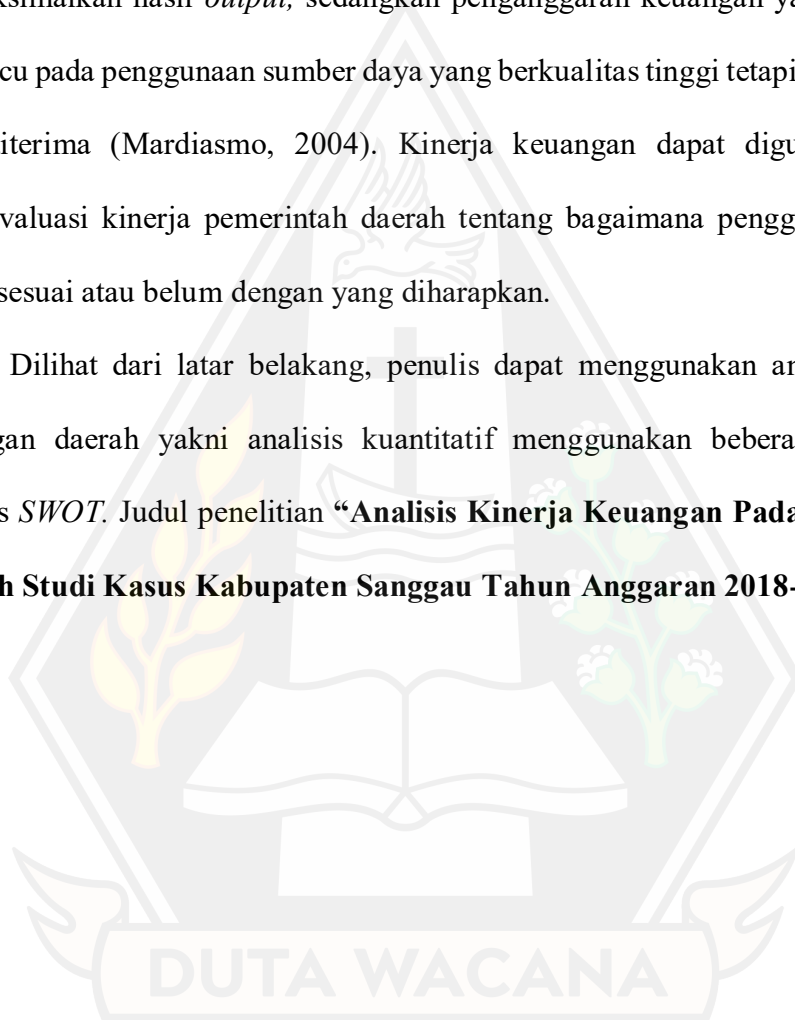 ksimalkan hasil output, sedangkan penganggaran keuangan ya
cu pada penggunaan sumber daya yang berkualitas tinggi tetapi
iterima (Mardiasmo, 2004). Kinerja keuangan dapat digu
valuasi kinerja pemerintah daerah tentang bagaimana pengg
sesuai atau belum dengan yang diharapkan.
Dilihat dari latar belakang, penulis dapat menggunakan an
gan daerah yakni analisis kuantitatif menggunakan bebera
s SWOT. Judul penelitian “Analisis Kinerja Keuangan Pada
h Studi Kasus Kabupaten Sanggau Tahun Anggaran 2018-
DUTA WACANA